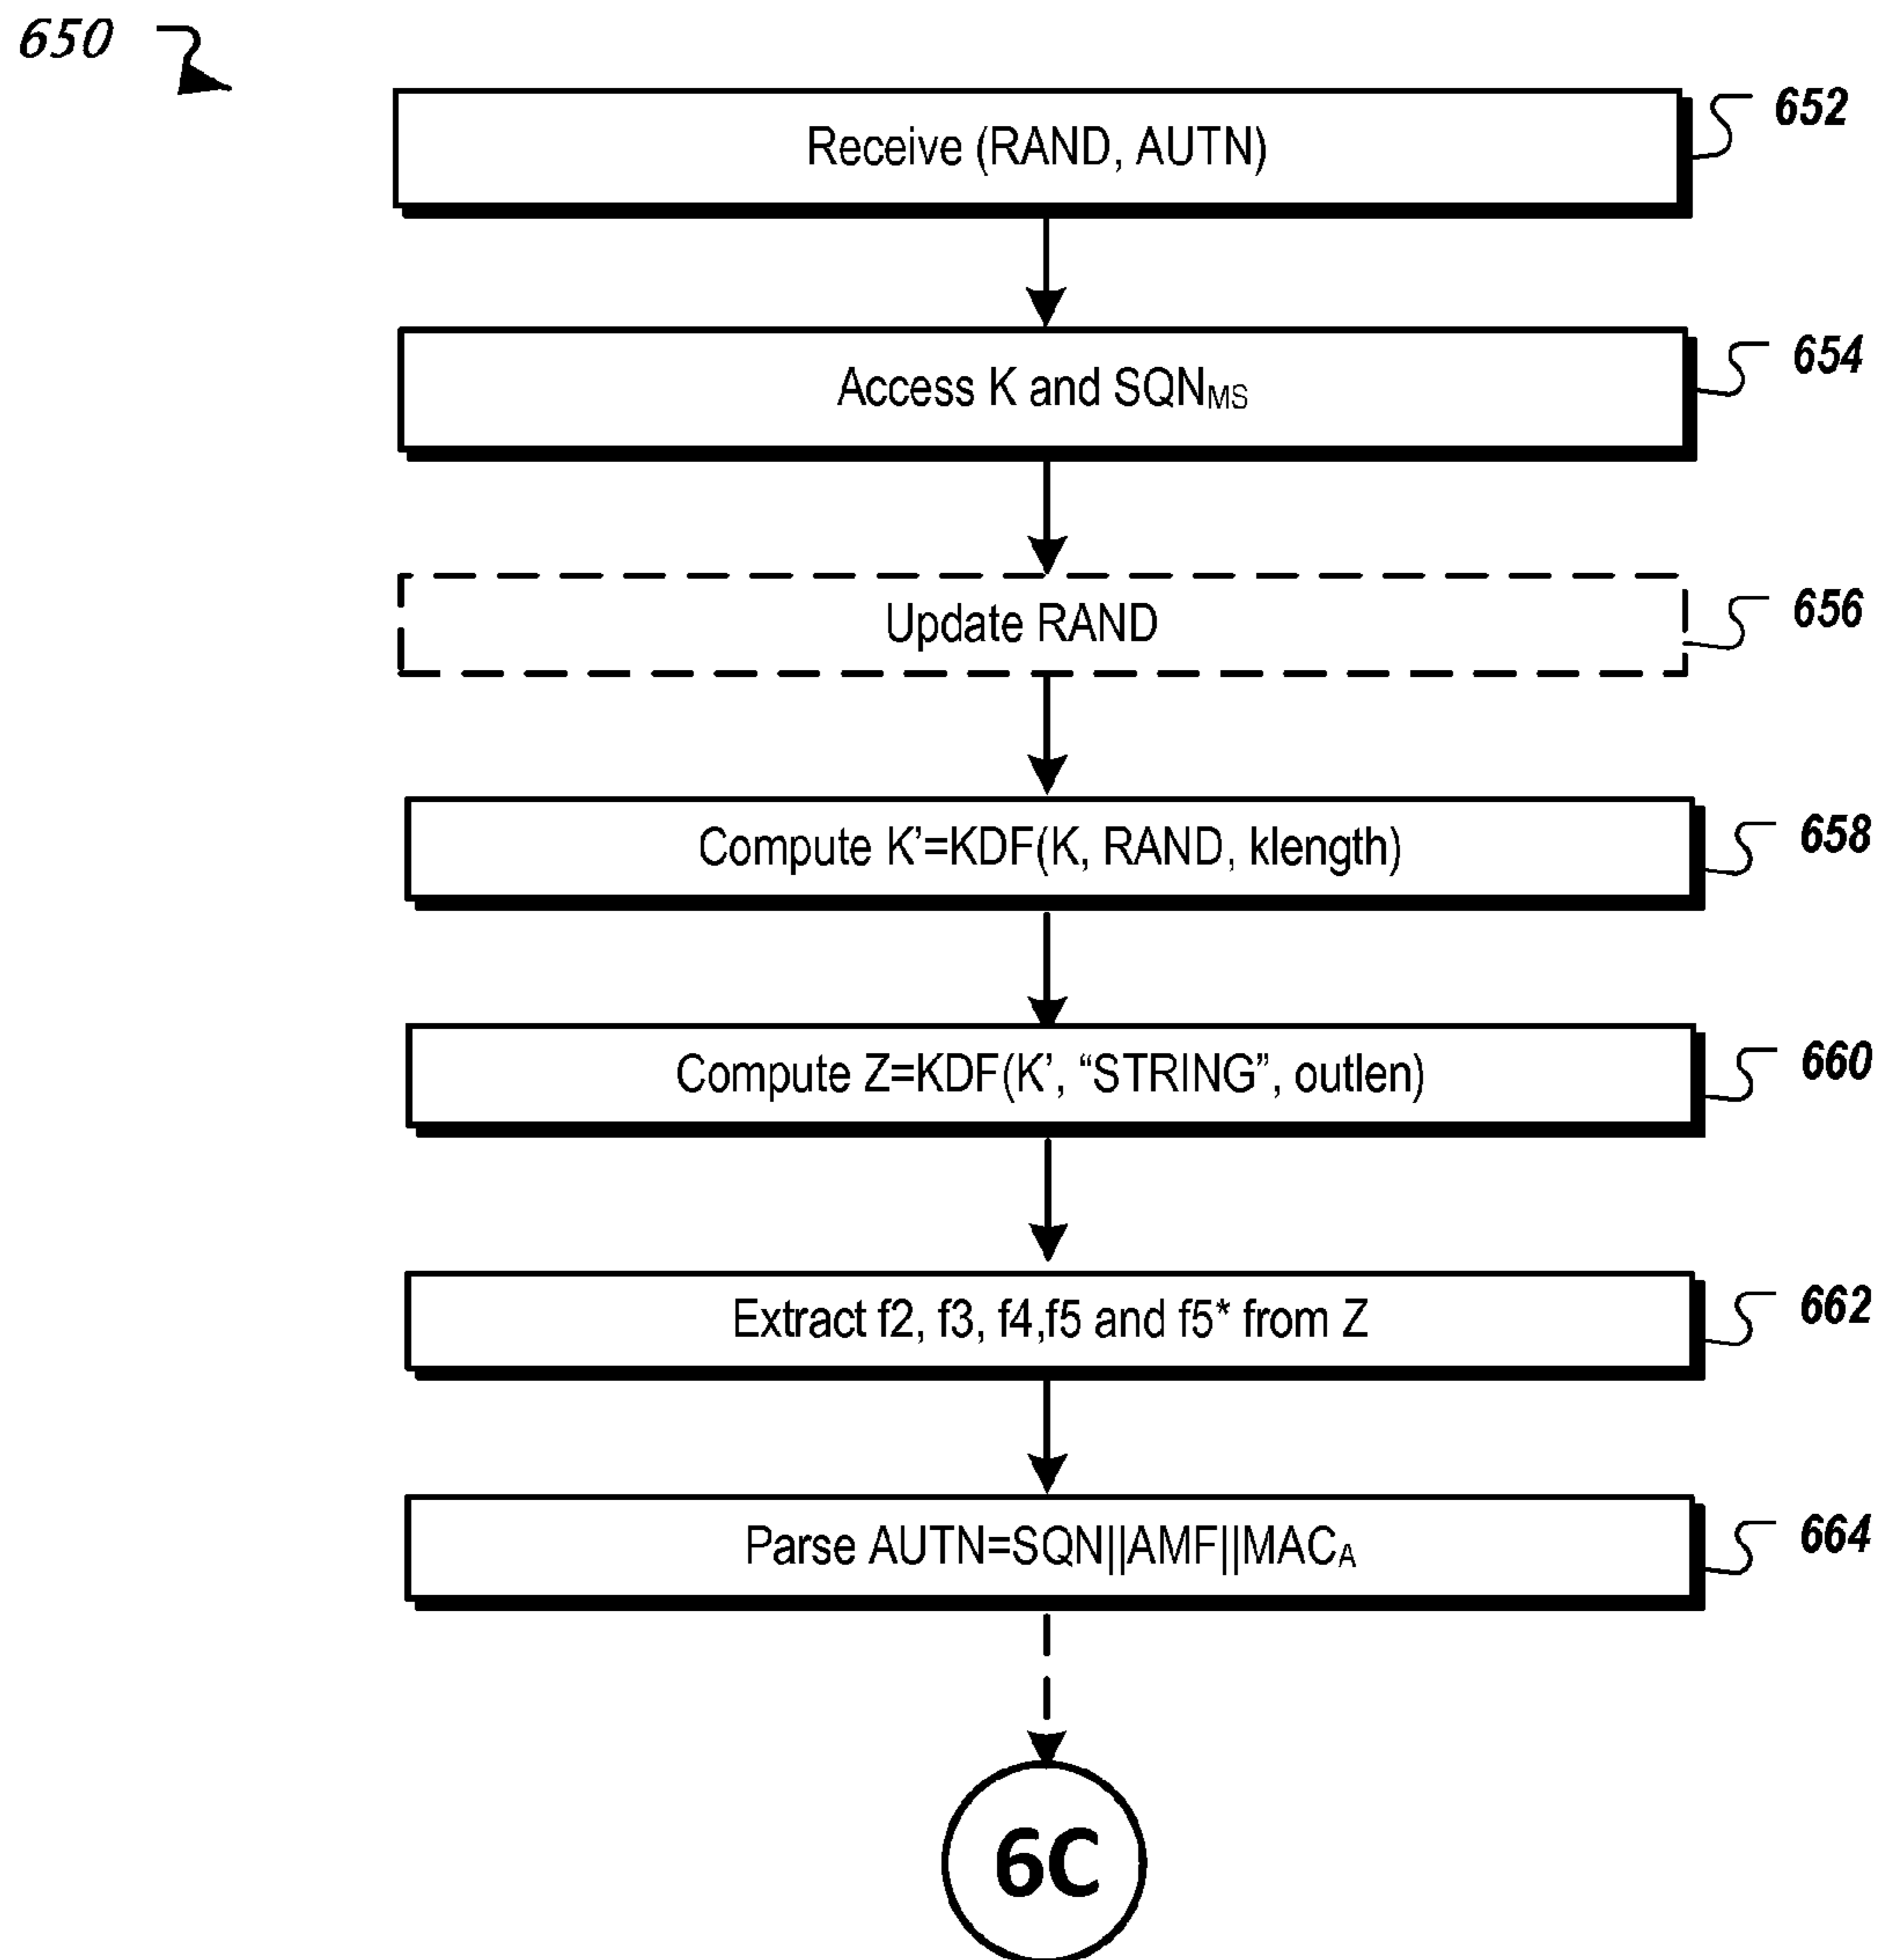 650
Receive (RAND, AUTN)
652
Access K and SQNMS
654
Update RAND
656
Compute K’=KDF(K, RAND, klength)
658
Compute Z=KDF(K’, “STRING”, outlen)
660
Extract f2, f3, f4,f5 and f5* from Z
662
Parse AUTN=SQN||AMF||MACA
664
6C